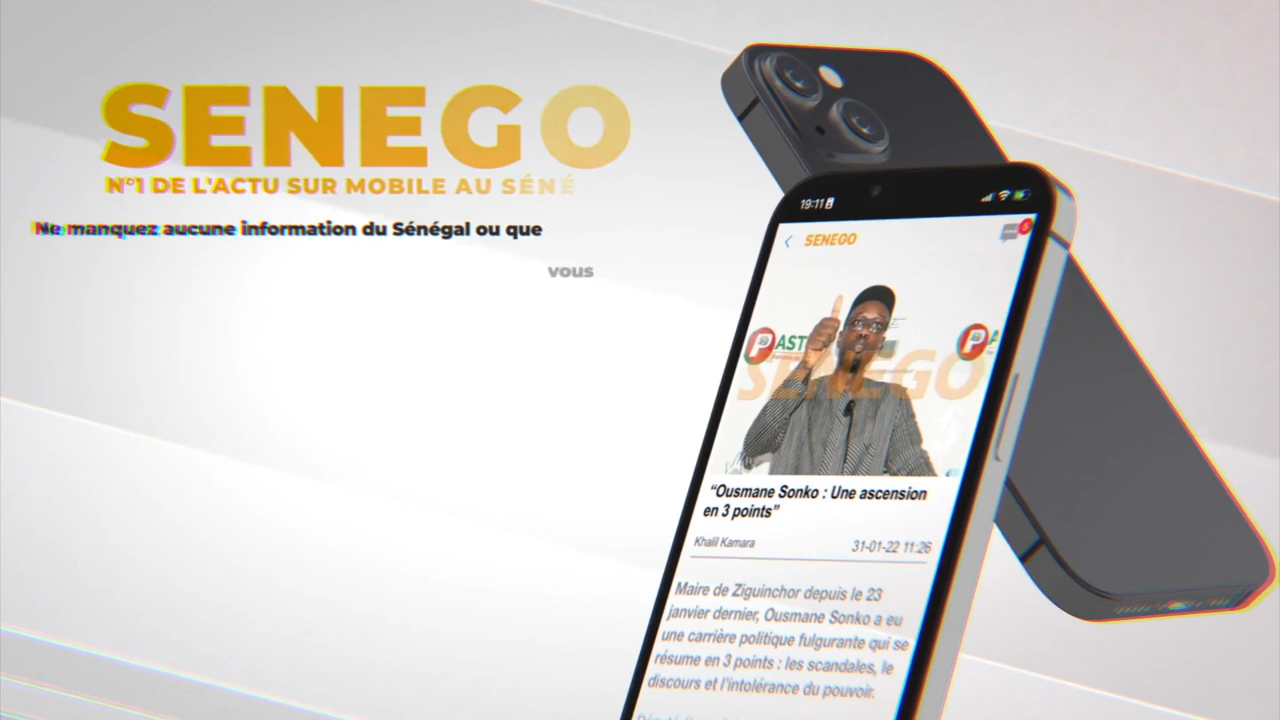 SENEGO
N°1 DE L'ACTU SUR MOBILE AU SÉNÉ
Ne manquez aucune information du Sénégal ou que
vous
19:11
SENEGO
PAST
SENEGO
“Ousmane Sonko : Une ascension
en 3 points”
Khalil Kamara 31-01-22 11:26
Maire de Ziguinchor depuis le 23
janvier dernier, Ousmane Sonko a eu
une carrière politique fulgurante qui se
résume en 3 points : les scandales, le
discours et l'intolérance du pouvoir.